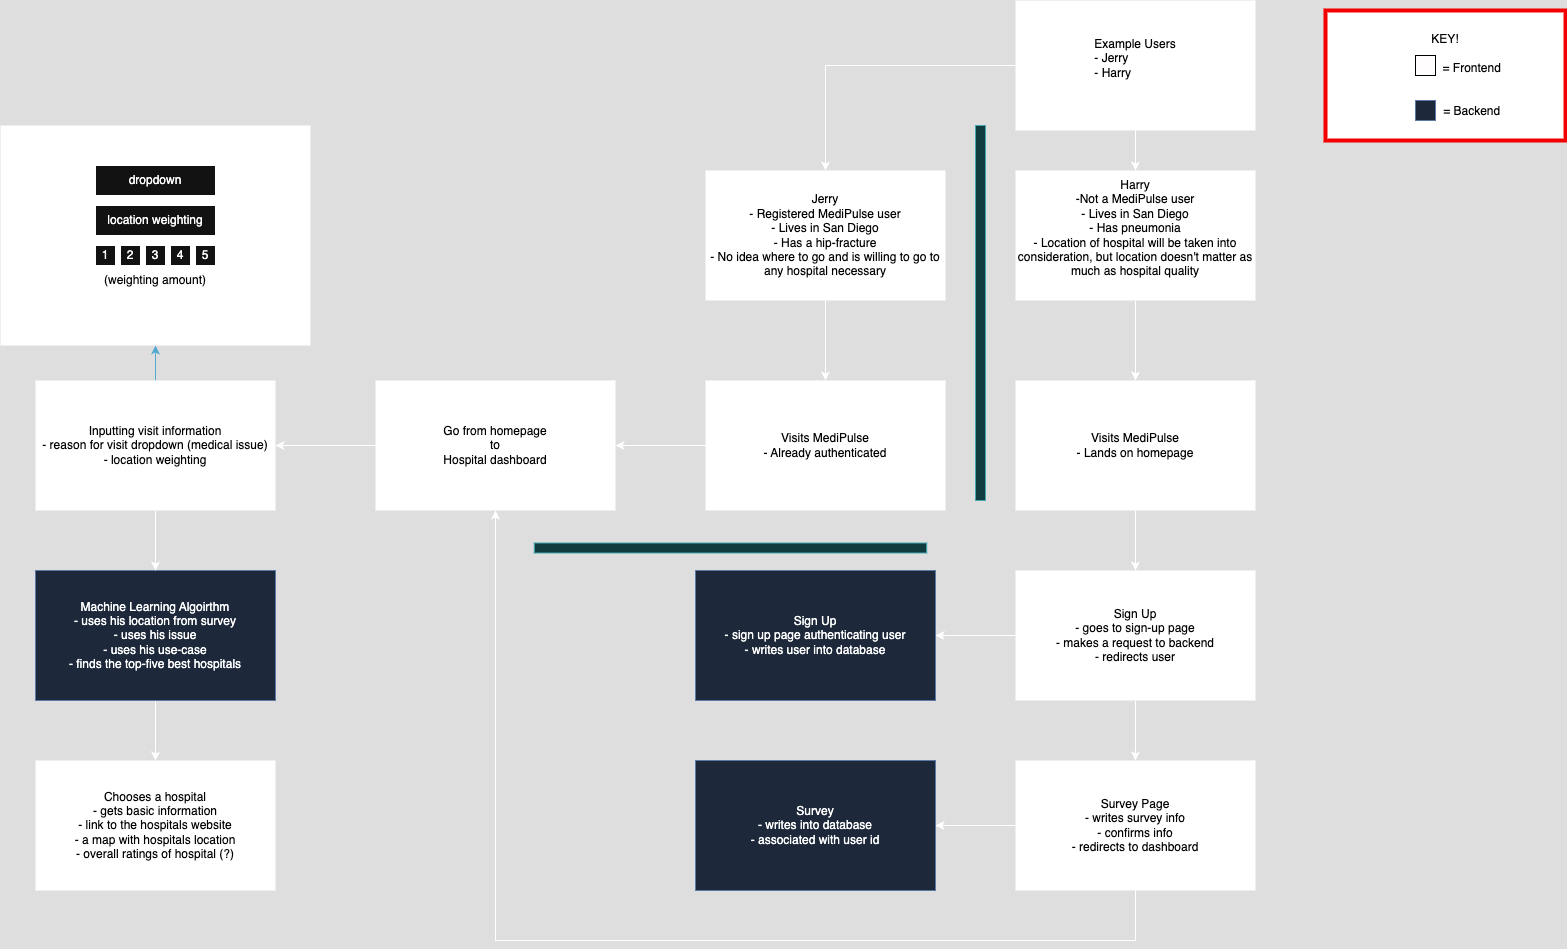 Example Users
- Jerry
- Harry
KEY!
= Frontend
= Backend
dropdown
location weighting
1 2 3 4 5
(weighting amount)
Jerry
- Registered MediPulse user
- Lives in San Diego
- Has a hip-fracture
- No idea where to go and is willing to go to
any hospital necessary
Harry
-Not a MediPulse user
- Lives in San Diego
- Has pneumonia
- Location of hospital will be taken into
consideration, but location doesn't matter as
much as hospital quality
Inputting visit information
- reason for visit dropdown (medical issue)
- location weighting
Go from homepage
to
Hospital dashboard
Visits MediPulse
- Already authenticated
Visits MediPulse
- Lands on homepage
Machine Learning Algoirthm
- uses his location from survey
- uses his issue
- uses his use-case
- finds the top-five best hospitals
Sign Up
- sign up page authenticating user
- writes user into database
Sign Up
- goes to sign-up page
- makes a request to backend
- redirects user
Chooses a hospital
- gets basic information
- link to the hospitals website
- a map with hospitals location
- overall ratings of hospital (?)
Survey
- writes into database
- associated with user id
Survey Page
- writes survey info
- confirms info
- redirects to dashboard